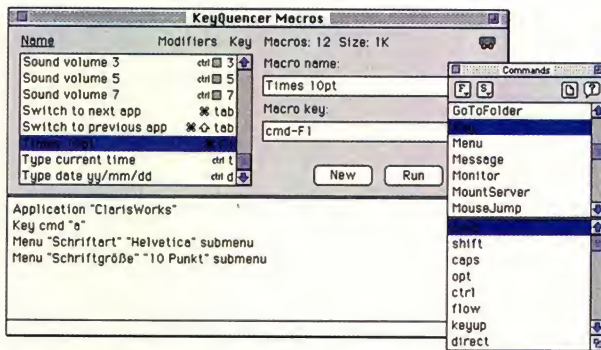 KeyQuencer Macros
Name Modifiers Key
Sound volume 3 ctrl 3
Sound volume 5 ctrl 5
Sound volume 7 ctrl 7
Switch to next app ⌘ tab
Switch to previous app ⌘ ⇧ tab
Times 10pt ⌘
Type current time ctrl t
Type date yy/mm/dd ctrl d
Macros: 12 Size: 1K
Macro name:
Times 10pt
Macro key:
cmd-F1
New Run
Application "ClarisWorks"
Key cmd "a"
Menu "Schriftart" "Helvetica" submenu
Menu "Schriftgröße" "10 Punkt" submenu
Commands
F S ?
GoToFolder
Menu
Message
Monitor
MountServer
MouseJump
shift
caps
opt
ctrl
flow
keyup
direct